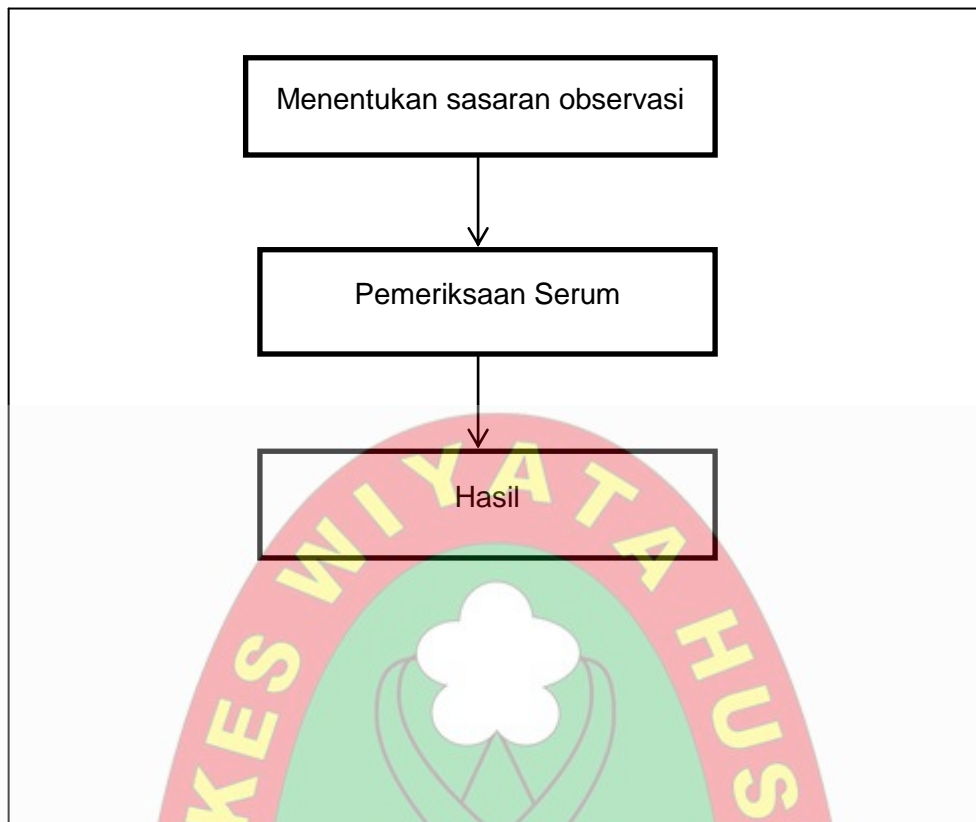 Menentukan sasaran observasi
Pemeriksaan Serum
Hasil
KES WIYATA HUS